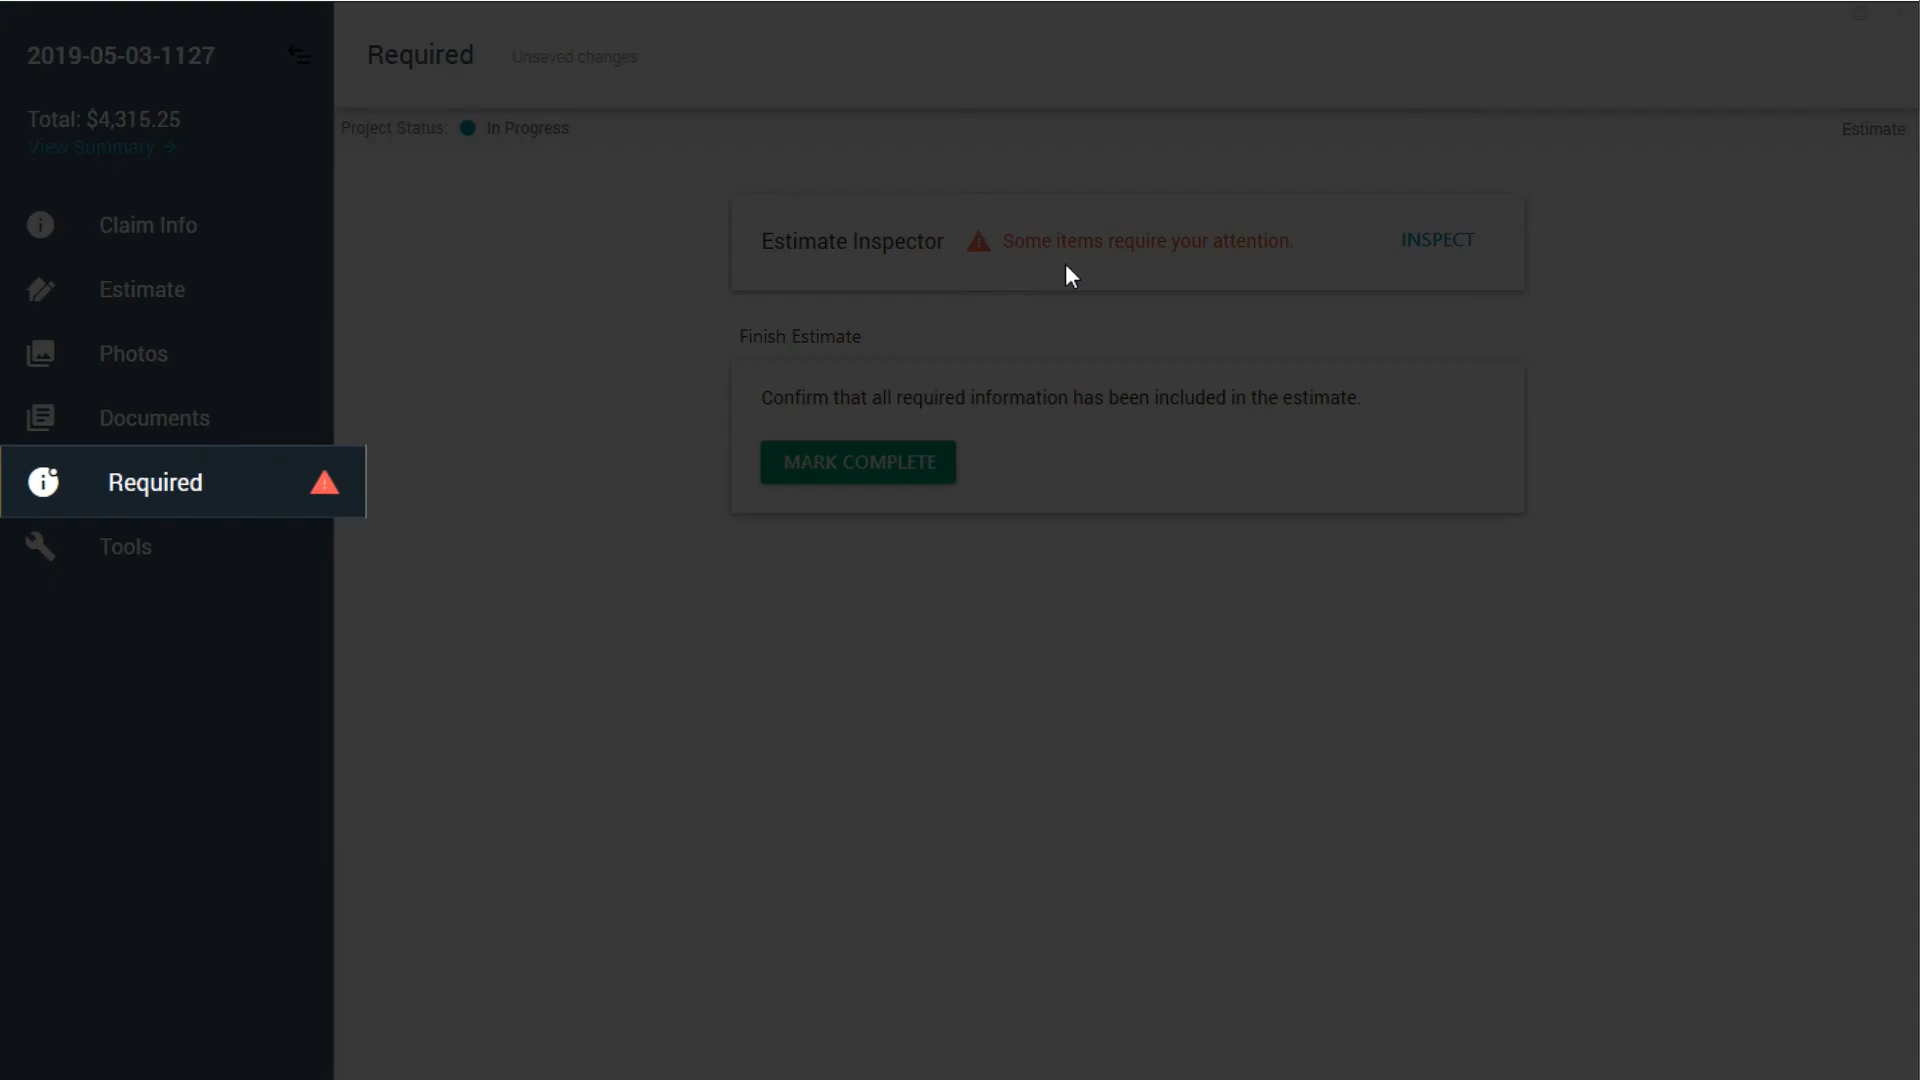 2019-05-03-1127
Total: $4,315.25
View Summary →
Claim Info
Estimate
Photos
Documents
Required
Tools
Required Unsaved changes
Project Status: In Progress Estimate
Estimate Inspector Some items require your attention. INSPECT
Finish Estimate
Confirm that all required information has been included in the estimate.
MARK COMPLETE